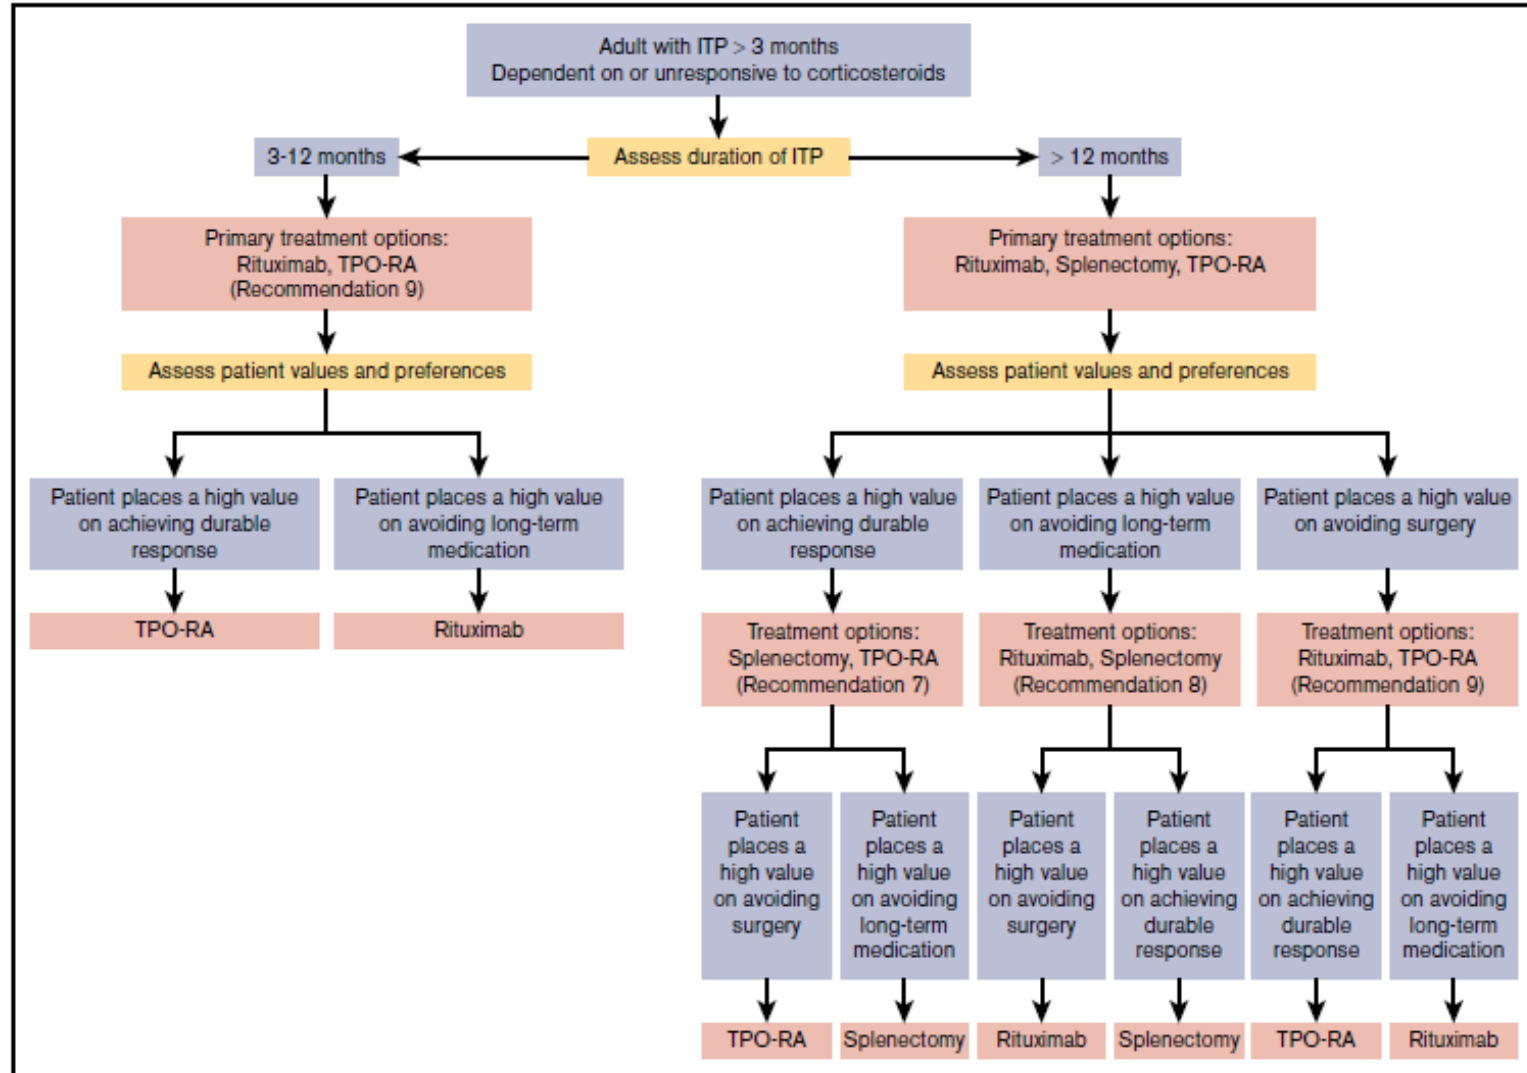 Adult with ITP > 3 months
Dependent on or unresponsive to corticosteroids
3-12 months
Assess duration of ITP
> 12 months
Primary treatment options:
Rituximab, TPO-RA
(Recommendation 9)
Primary treatment options:
Rituximab, Splenectomy, TPO-RA
Assess patient values and preferences
Assess patient values and preferences
Patient places a high value
on achieving durable
response
Patient places a high value
on avoiding long-term
medication
Patient places a high value
on achieving durable
response
Patient places a high value
on avoiding long-term
medication
Patient places a high value
on avoiding surgery
TPO-RA
Rituximab
Treatment options:
Splenectomy, TPO-RA
(Recommendation 7)
Treatment options:
Rituximab, Splenectomy
(Recommendation 8)
Treatment options:
Rituximab, TPO-RA
(Recommendation 9)
Patient
places a
high value
on avoiding
surgery
Patient
places a
high value
on avoiding
long-term
medication
Patient
places a
high value
on avoiding
surgery
Patient
places a
high value
on achieving
durable
response
Patient
places a
high value
on achieving
durable
response
Patient
places a
high value
on avoiding
long-term
medication
TPO-RA
Splenectomy
Rituximab
Splenectomy
TPO-RA
Rituximab